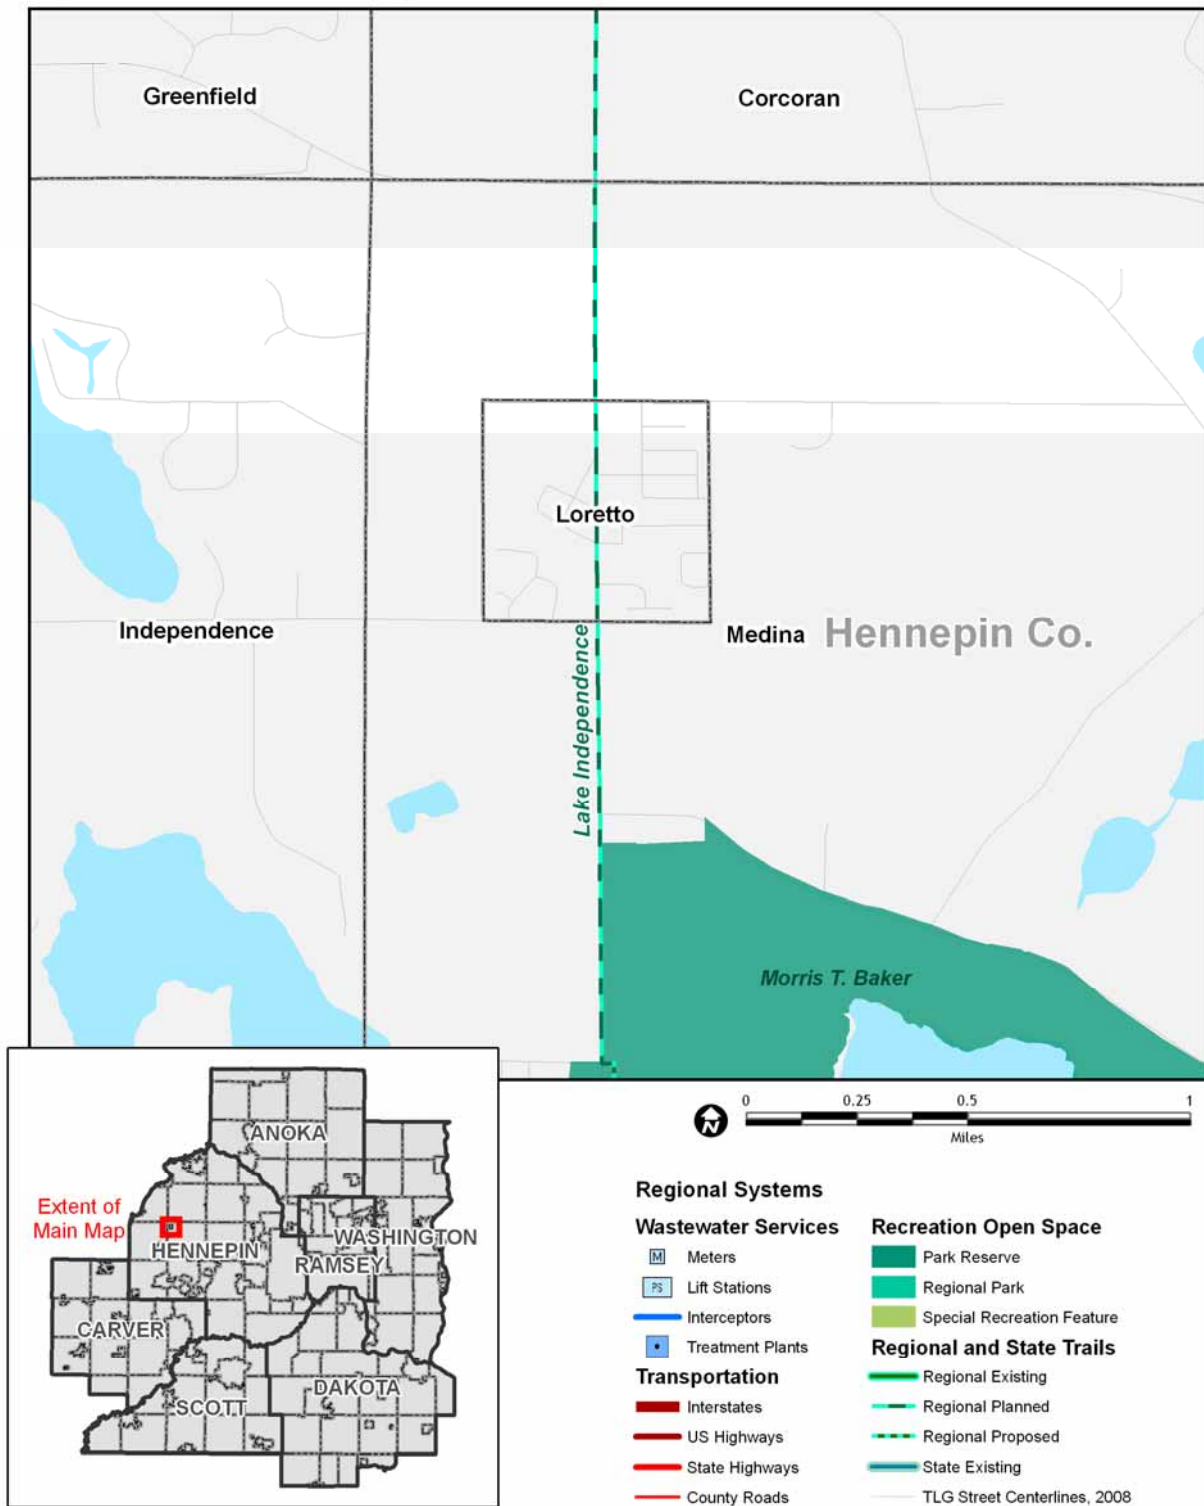 Greenfield
Corcoran
Loretto
Independence
Medina
Hennepin Co.
Lake Independence
Morris T. Baker
Extent of
Main Map
ANOKA
HENNEPIN
WASHINGTON
RAMSEY
CARVER
SCOTT
DAKOTA
N
0 0.25 0.5 1
Miles
Regional Systems
Wastewater Services
M Meters
PS Lift Stations
Interceptors
Treatment Plants
Transportation
Interstates
US Highways
State Highways
County Roads
Recreation Open Space
Park Reserve
Regional Park
Special Recreation Feature
Regional and State Trails
Regional Existing
Regional Planned
Regional Proposed
State Existing
TLG Street Centerlines, 2008